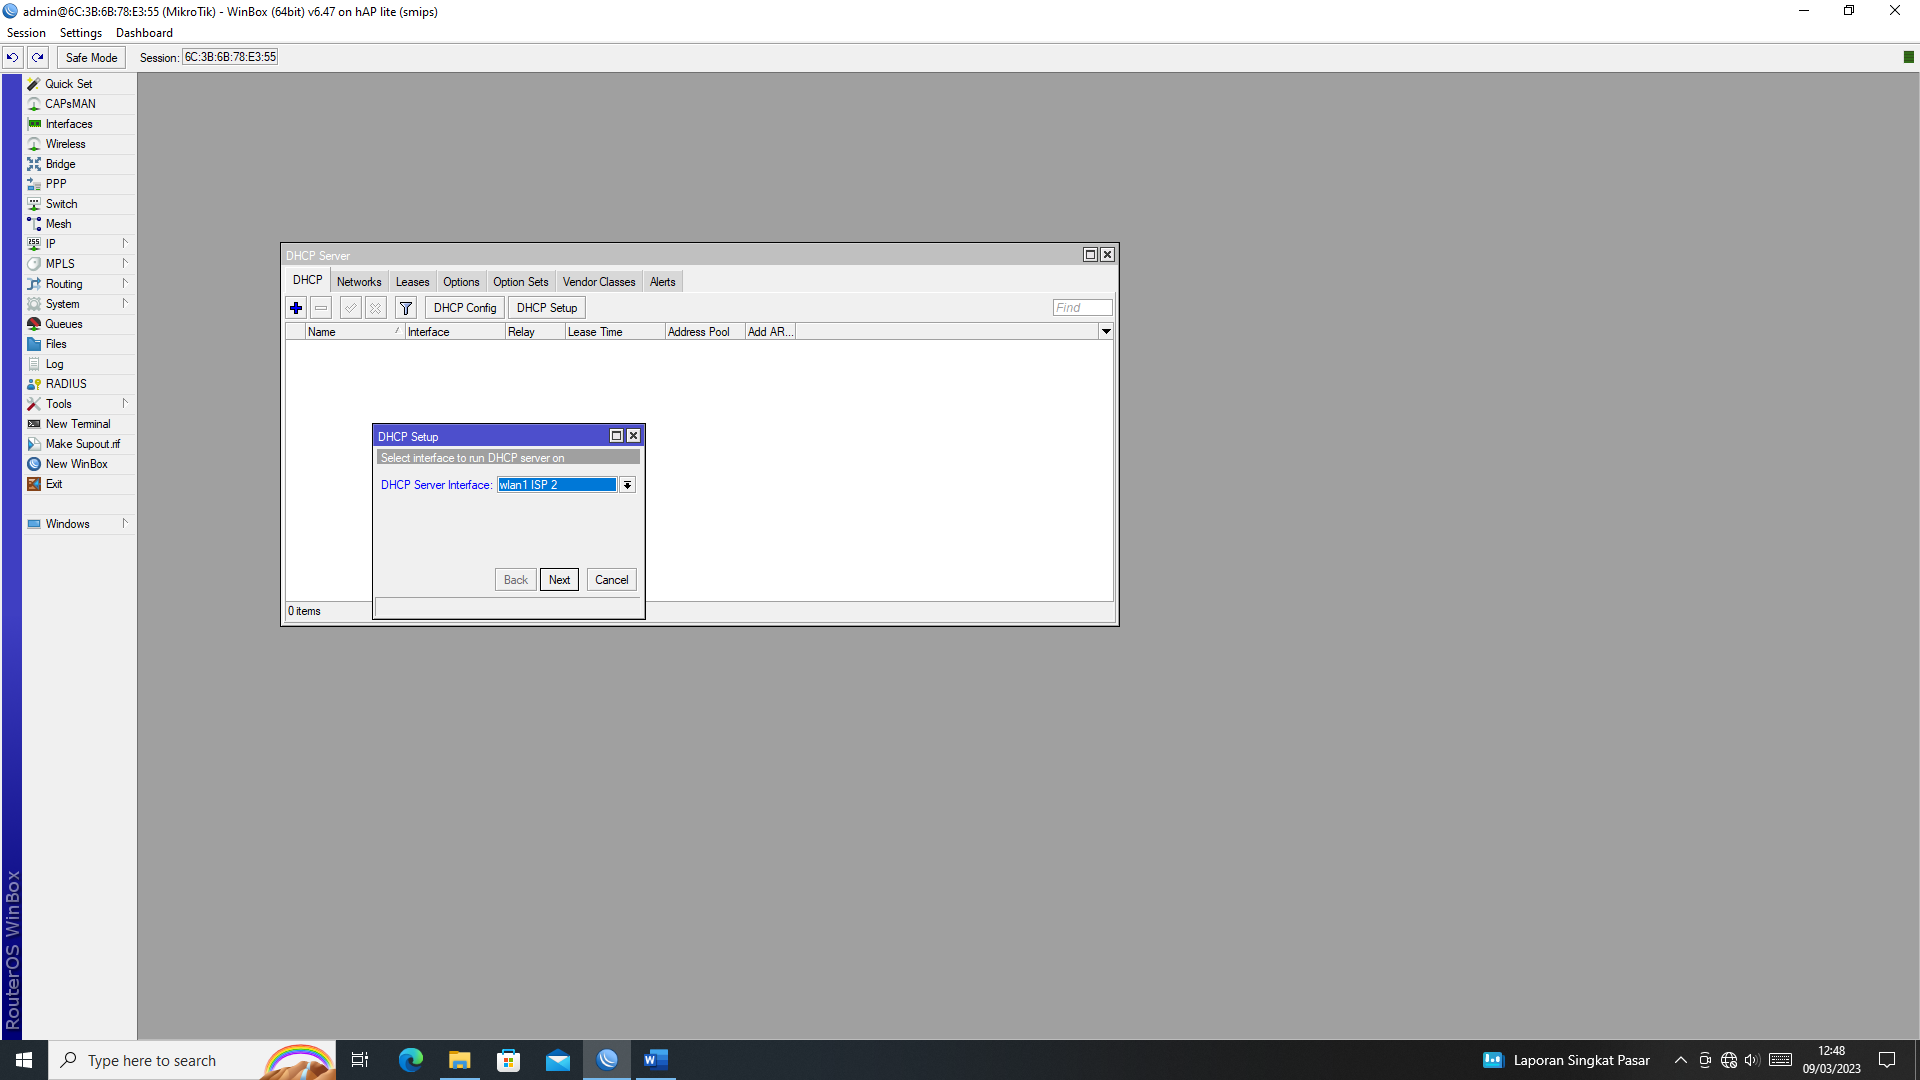 admin@6C:3B:6B:78:E3:55 (MikroTik) - WinBox (64bit) v6.47 on hAP lite (smips)
Session Settings Dashboard
Safe Mode Session: 6C:3B:6B:78:E3:55
Quick Set
CAPsMAN
Interfaces
Wireless
Bridge
PPP
Switch
Mesh
IP
MPLS
Routing
System
Queues
Files
Log
RADIUS
Tools
New Terminal
Make Supout.rif
New WinBox
Exit
Windows
RouterOS WinBox
DHCP Server
DHCP Networks Leases Options Option Sets Vendor Classes Alerts
DHCP Config DHCP Setup Find
Name Interface Relay Lease Time Address Pool Add AR...
DHCP Setup
Select interface to run DHCP server on
DHCP Server Interface: wlan1 ISP 2
Back Next Cancel
0 items
Type here to search
Laporan Singkat Pasar
12:48
09/03/2023